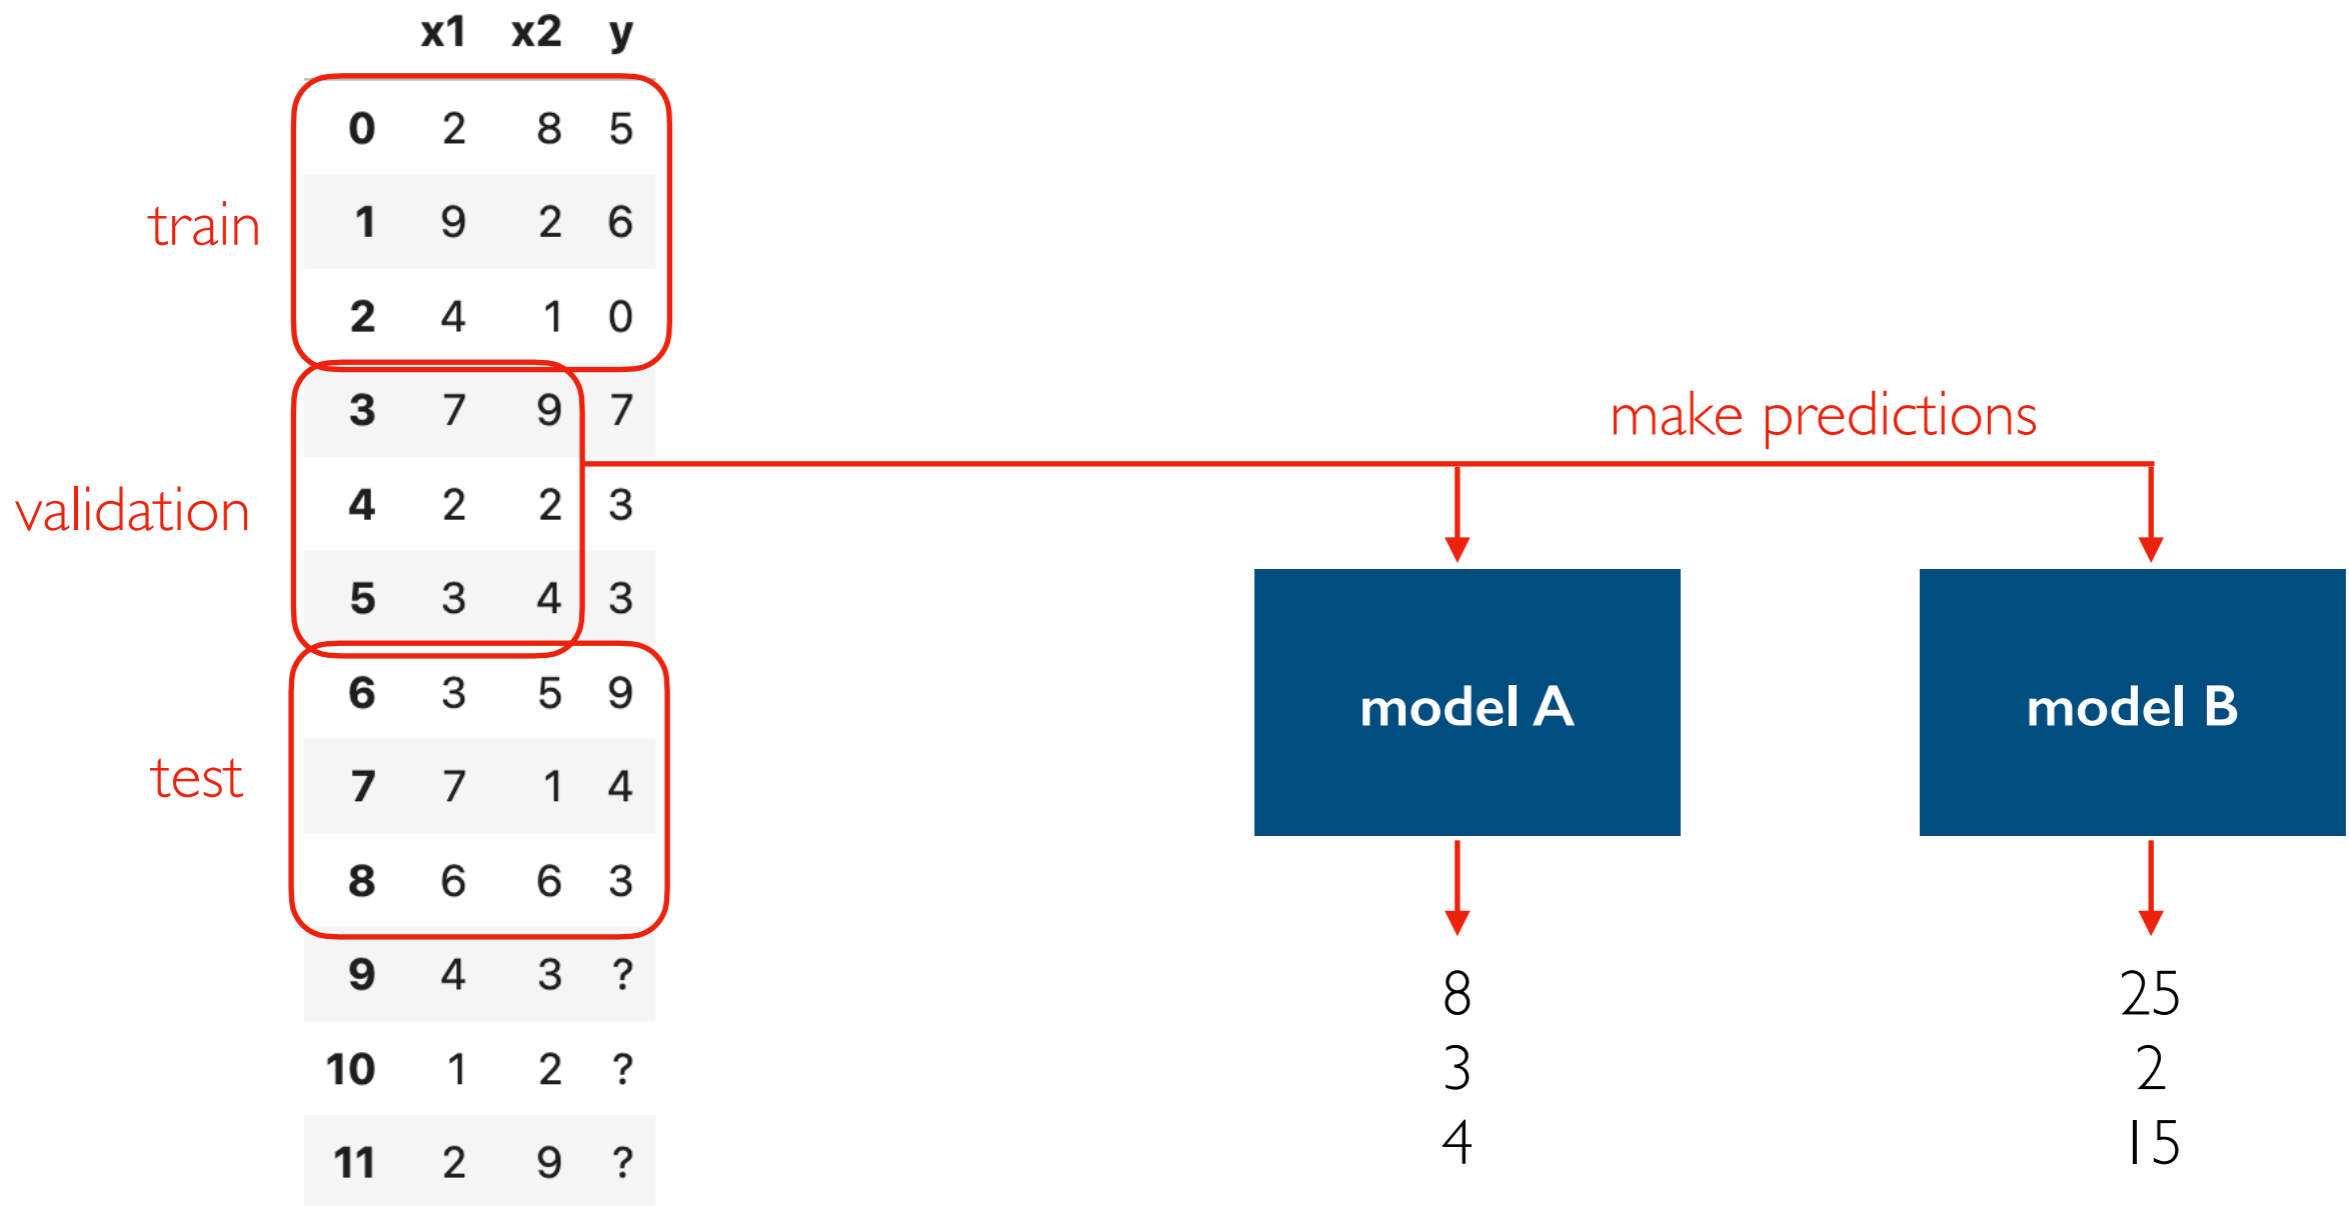 x1 x2 y
0 2 8 5
train
1 9 2 6
2 4 1 0
3 7 9 7
make predictions
validation
4 2 2 3
5 3 4 3
6 3 5 9
model A
model B
test
7 7 1 4
8 6 6 3
9 4 3 ?
10 1 2 ?
11 2 9 ?
8
3
4
25
2
15